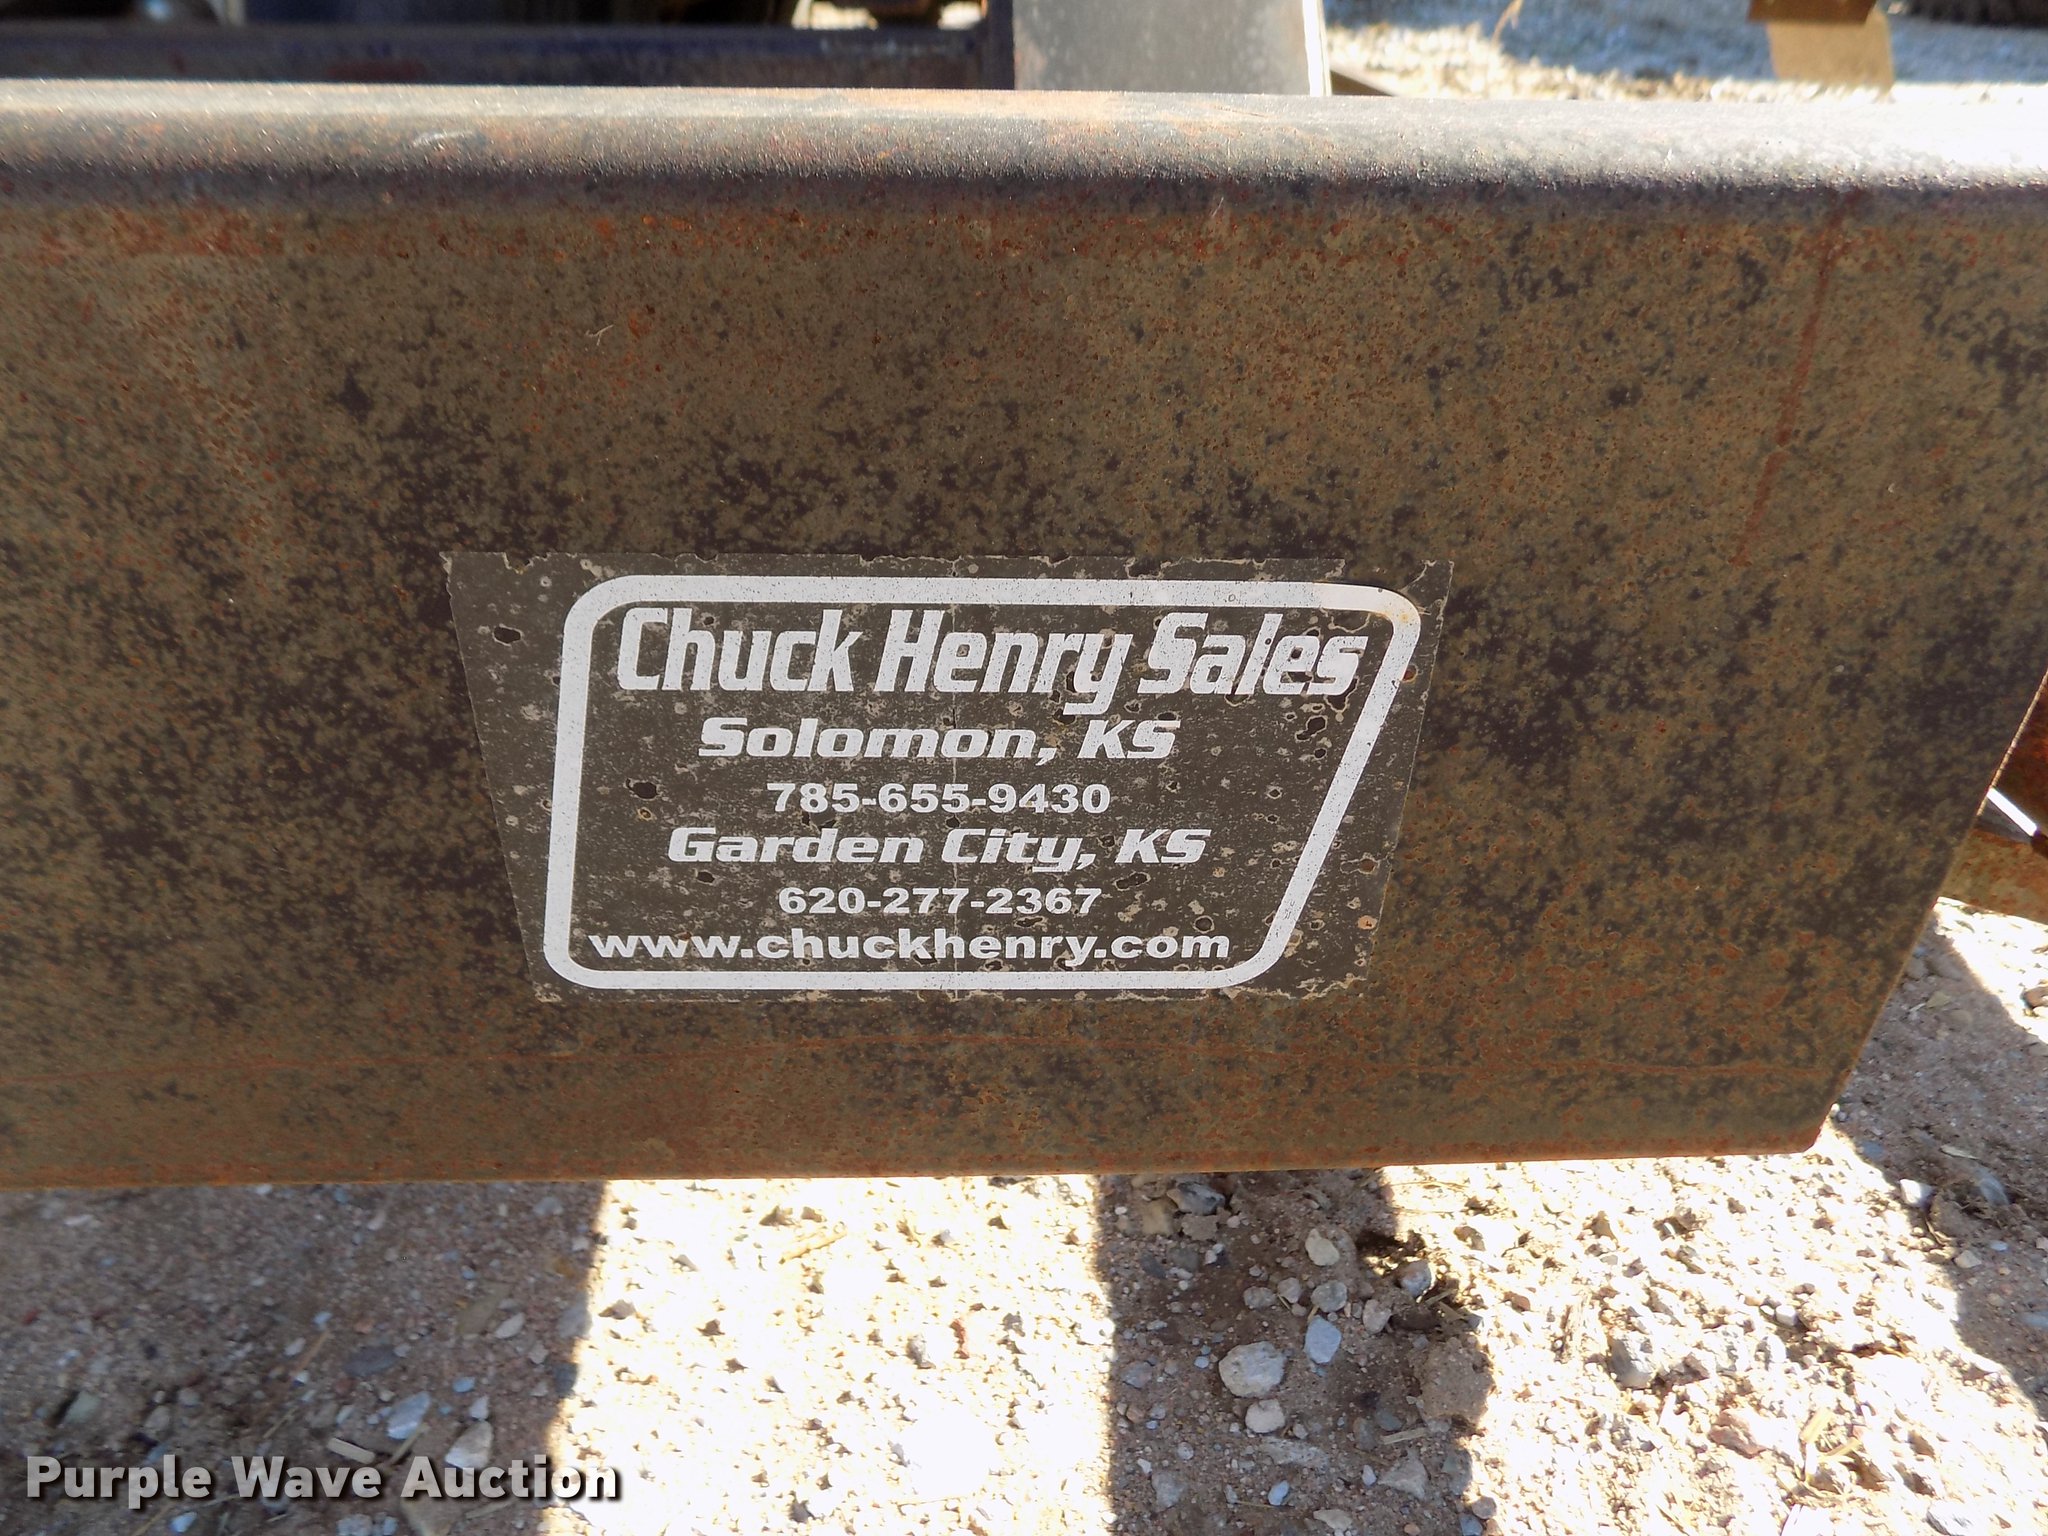 Chuck Henry Sales
Solomon, KS
785-655-9430
Garden City, KS
620-277-2367
www.chuckhenry.com
Purple Wave Auction